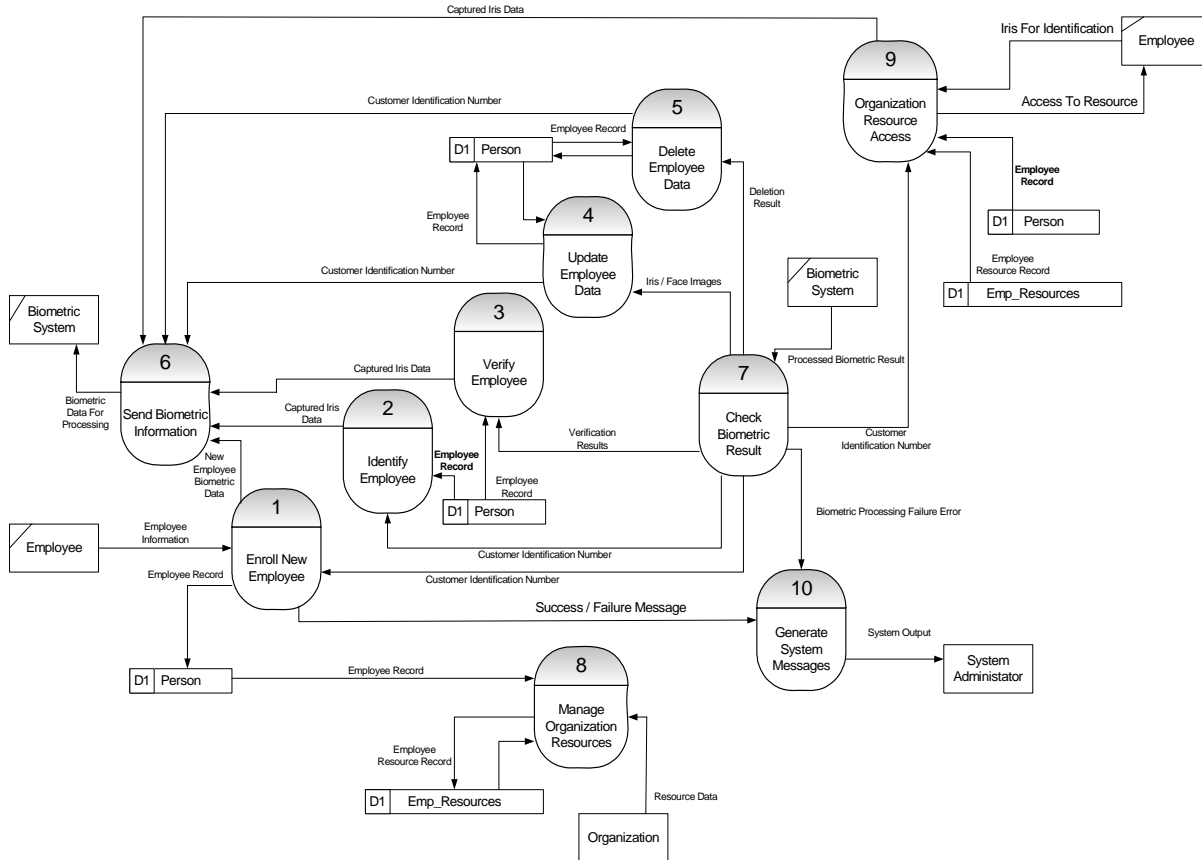 Captured Iris Data
Iris For Identification
Employee
9
Organization
Resource
Access
Access To Resource
Customer Identification Number
5
Delete
Employee
Data
Employee Record
D1 Person
Employee
Record
D1 Person
Deletion
Result
4
Update
Employee
Data
Employee
Record
Employee
Resource Record
D1 Emp_Resources
Customer Identification Number
Iris / Face Images
Biometric
System
Biometric
System
3
Verify
Employee
Processed Biometric Result
6
Send Biometric
Information
Captured Iris Data
7
Check
Biometric
Result
Biometric
Data For
Processing
Captured Iris
Data
2
Identify
Employee
Verification
Results
Customer
Identification Number
New
Employee
Biometric
Data
Employee
Record
Employee
Record
D1 Person
1
Enroll New
Employee
Biometric Processing Failure Error
Employee
Employee
Information
Customer Identification Number
Employee Record
Customer Identification Number
10
Generate
System
Messages
Success / Failure Message
System Output
System
Administator
D1 Person
Employee Record
8
Manage
Organization
Resources
Employee
Resource Record
D1 Emp_Resources
Resource Data
Organization